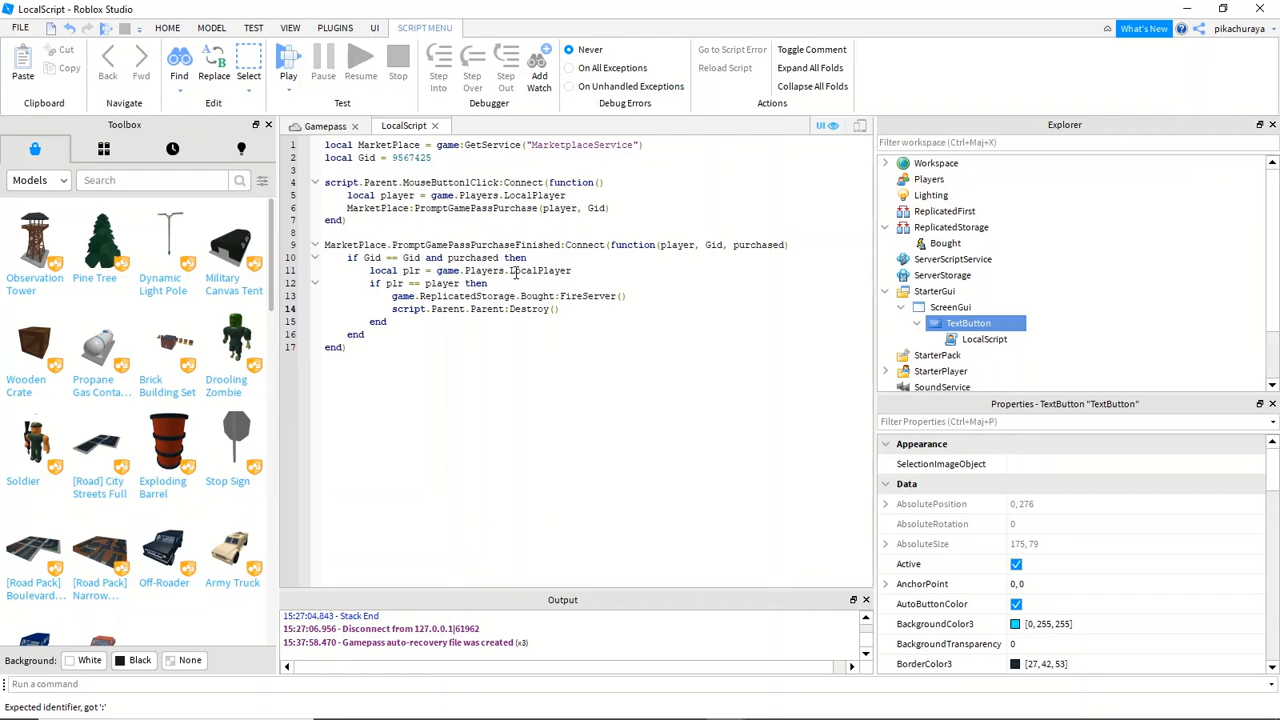 LocalScript - Roblox Studio
FILE HOME MODEL TEST VIEW PLUGINS UI SCRIPT MENU What's New pikachuraya
Paste Cut Copy Clipboard
Back Fwd Navigate
Find Replace Select Edit
Play Pause Resume Stop Test
Step Into Step Over Step Out Add Watch Debugger
Never
On All Exceptions
On Unhandled Exceptions
Debug Errors
Go to Script Error Toggle Comment
Reload Script Expand All Folds
Collapse All Folds
Actions
Toolbox
Models Search
Observation Tower
Pine Tree
Dynamic Light Pole
Military Canvas Tent
Wooden Crate
Propane Gas Conta...
Brick Building Set
Drooling Zombie
Soldier
[Road] City Streets Full
Exploding Barrel
Stop Sign
[Road Pack] Boulevard...
[Road Pack] Narrow...
Off-Roader
Army Truck
Background: White Black None
Gamepass LocalScript UI
1 local MarketPlace = game:GetService("MarketplaceService")
2 local Gid = 9567425
3
4 script.Parent.MouseButton1Click:Connect(function()
5 local player = game.Players.LocalPlayer
6 MarketPlace:PromptGamePassPurchase(player, Gid)
7 end)
8
9 MarketPlace.PromptGamePassPurchaseFinished:Connect(function(player, Gid, purchased)
10 if Gid == Gid and purchased then
11 local plr = game.Players.LocalPlayer
12 if plr == player then
13 game.ReplicatedStorage.Bought:FireServer()
14 script.Parent.Parent:Destroy()
15 end
16 end
17 end)
Output
15:27:04.843 - Stack End
15:27:06.956 - Disconnect from 127.0.0.1|61962
15:37:58.470 - Gamepass auto-recovery file was created (x3)
Explorer
Filter workspace (Ctrl+Maj+X)
Workspace
Players
Lighting
ReplicatedFirst
ReplicatedStorage
Bought
ServerScriptService
ServerStorage
StarterGui
ScreenGui
TextButton
LocalScript
StarterPack
StarterPlayer
SoundService
Properties - TextButton "TextButton"
Filter Properties (Ctrl+Maj+P)
Appearance
SelectionImageObject
Data
AbsolutePosition 0, 276
AbsoluteRotation 0
AbsoluteSize 175, 79
Active
AnchorPoint 0, 0
AutoButtonColor
BackgroundColor3 [0, 255, 255]
BackgroundTransparency 0
BorderColor3 [27, 42, 53]
Run a command
Expected identifier, got ':'